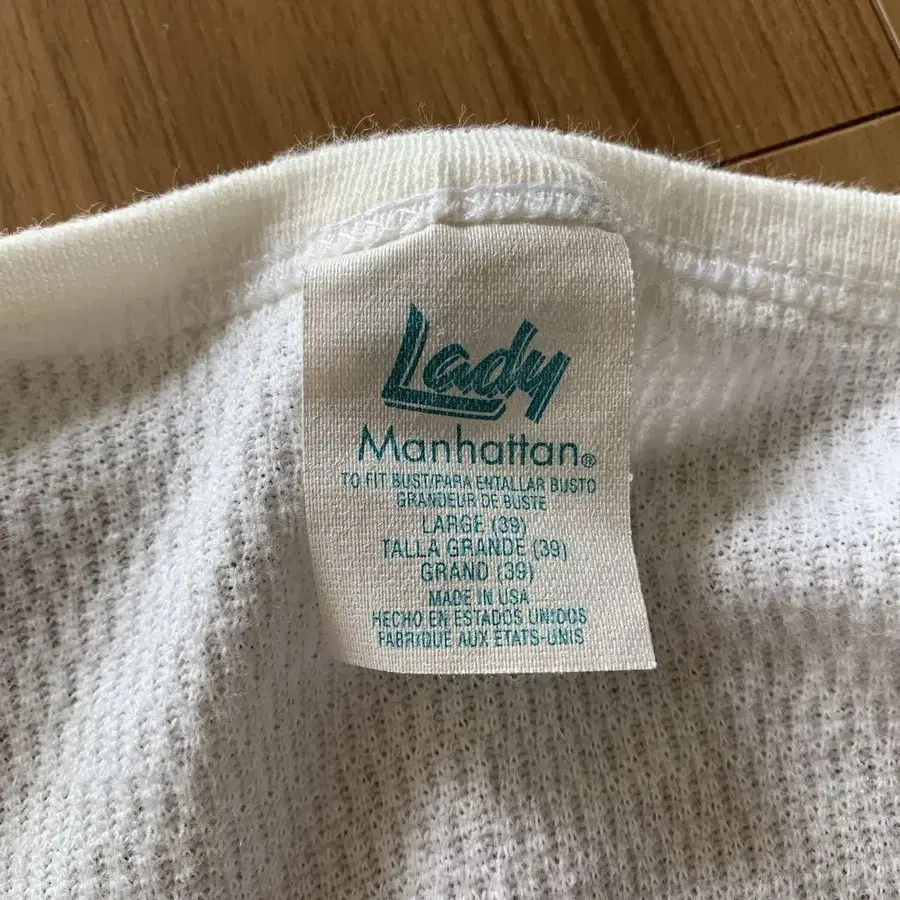 Lady
Manhattan®
TO FIT BUST/PARA ENTALLAR BUSTO
GRANDEUR DE BUSTE
LARGE (39)
TALLA GRANDE (39)
GRAND (39)
MADE IN USA
HECHO EN ESTADOS UNIDOS
FABRIQUE AUX ETATS-UNIS